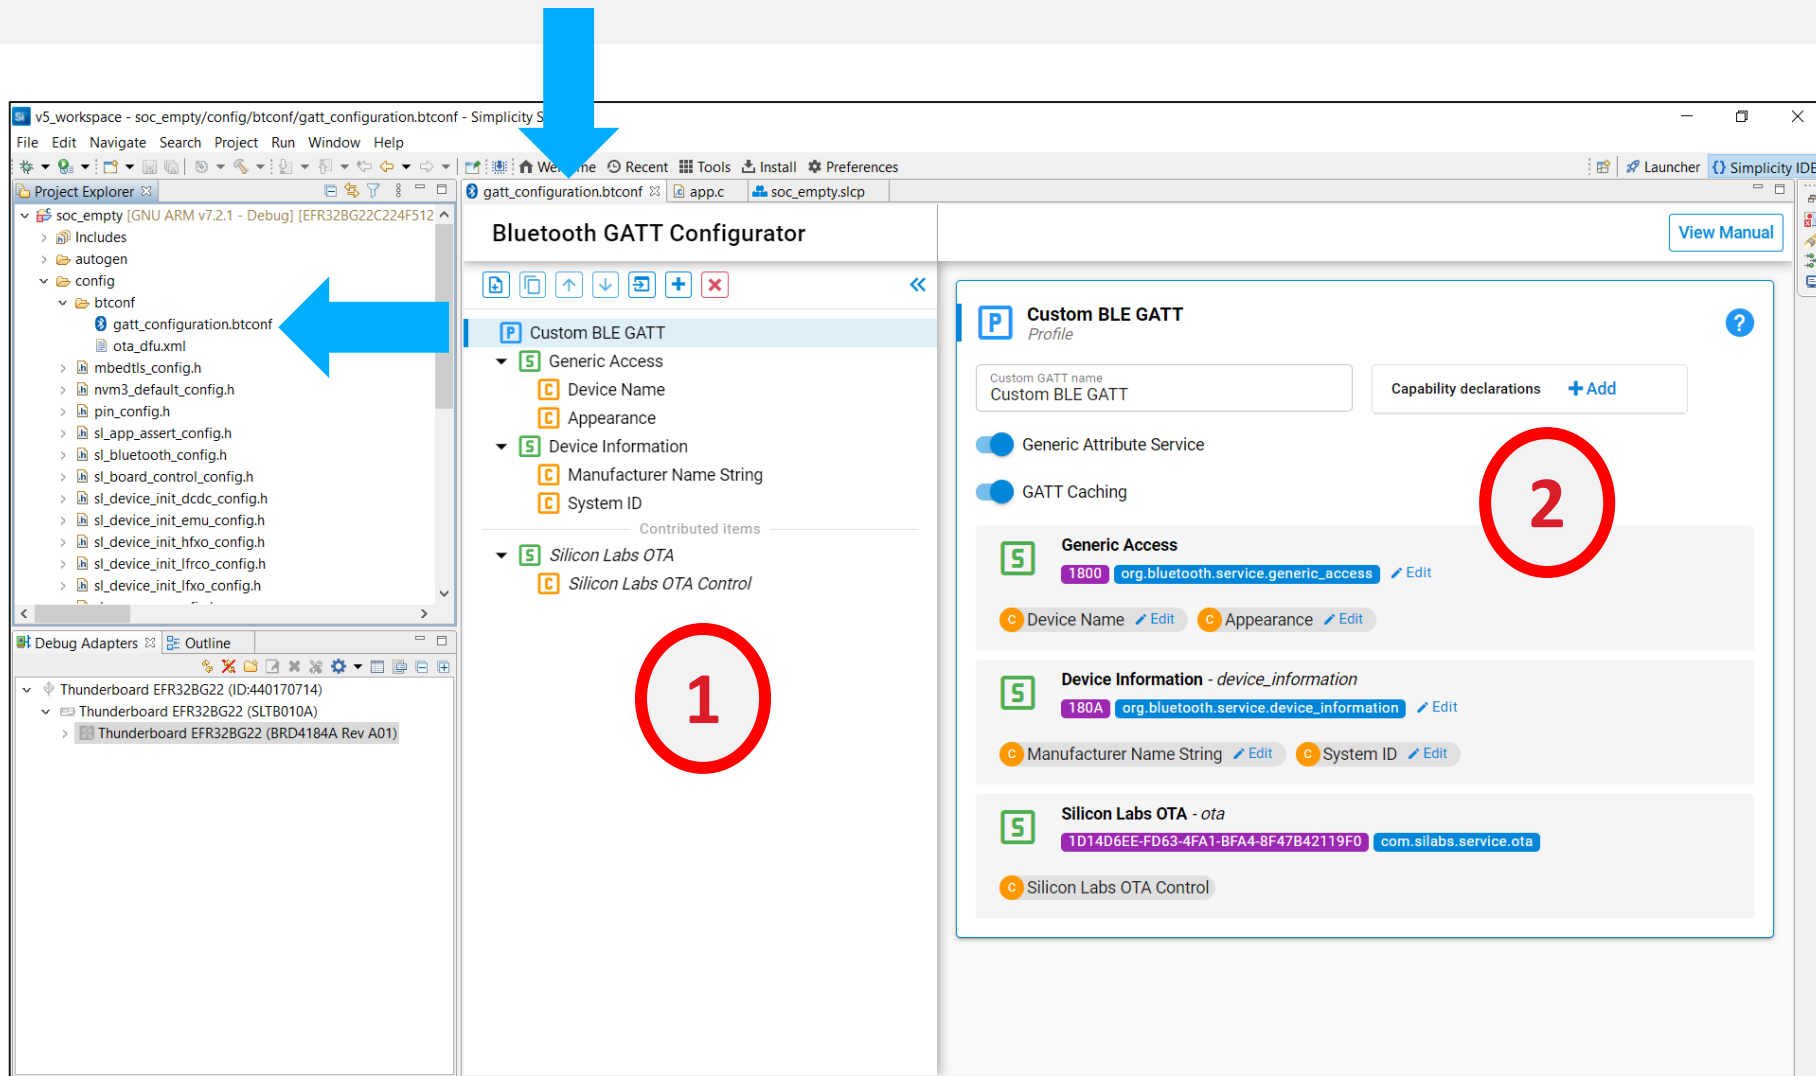 v5_workspace - soc_empty/config/btconf/gatt_configuration.btconf - Simplicity S
File Edit Navigate Search Project Run Window Help
Recent Tools Install Preferences
Launcher {} Simplicity IDE
Project Explorer
gatt_configuration.btconf app.c soc_empty.slcp
soc_empty [GNU ARM v7.2.1 - Debug] [EFR32BG22C224F512
Includes
autogen
config
btconf
gatt_configuration.btconf
ota_dfu.xml
mbedtls_config.h
nvm3_default_config.h
pin_config.h
sl_app_assert_config.h
sl_bluetooth_config.h
sl_board_control_config.h
sl_device_init_dcdc_config.h
sl_device_init_emu_config.h
sl_device_init_hfxo_config.h
sl_device_init_lfrco_config.h
sl_device_init_lfxo_config.h
Debug Adapters Outline
Thunderboard EFR32BG22 (ID:440170714)
Thunderboard EFR32BG22 (SLTB010A)
Thunderboard EFR32BG22 (BRD4184A Rev A01)
Bluetooth GATT Configurator
View Manual
P Custom BLE GATT
S Generic Access
C Device Name
C Appearance
S Device Information
C Manufacturer Name String
C System ID
Contributed items
S Silicon Labs OTA
C Silicon Labs OTA Control
1
P Custom BLE GATT
Profile
?
Custom GATT name
Custom BLE GATT
Capability declarations + Add
Generic Attribute Service
GATT Caching
2
S Generic Access
1800 org.bluetooth.service.generic_access Edit
C Device Name Edit C Appearance Edit
S Device Information - device_information
180A org.bluetooth.service.device_information Edit
C Manufacturer Name String Edit C System ID Edit
S Silicon Labs OTA - ota
1D14D6EE-FD63-4FA1-BFA4-8F47B42119F0 com.silabs.service.ota
C Silicon Labs OTA Control